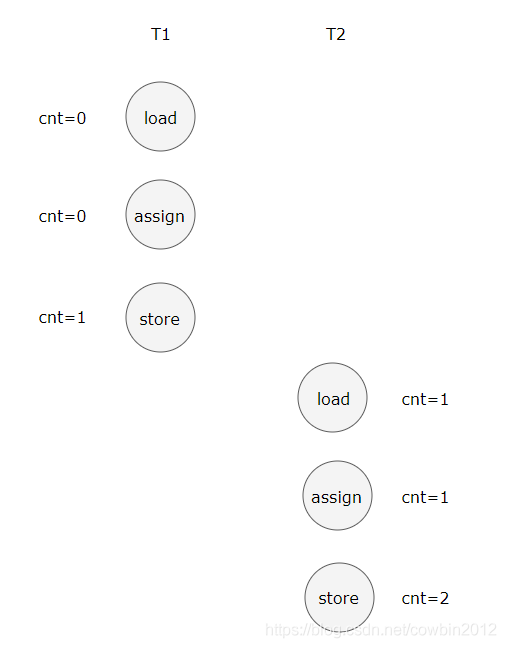 T1 T2
cnt=0 load
cnt=0 assign
cnt=1 store
load cnt=1
assign cnt=1
store cnt=2
https://blog.csdn.net/cowbin2012